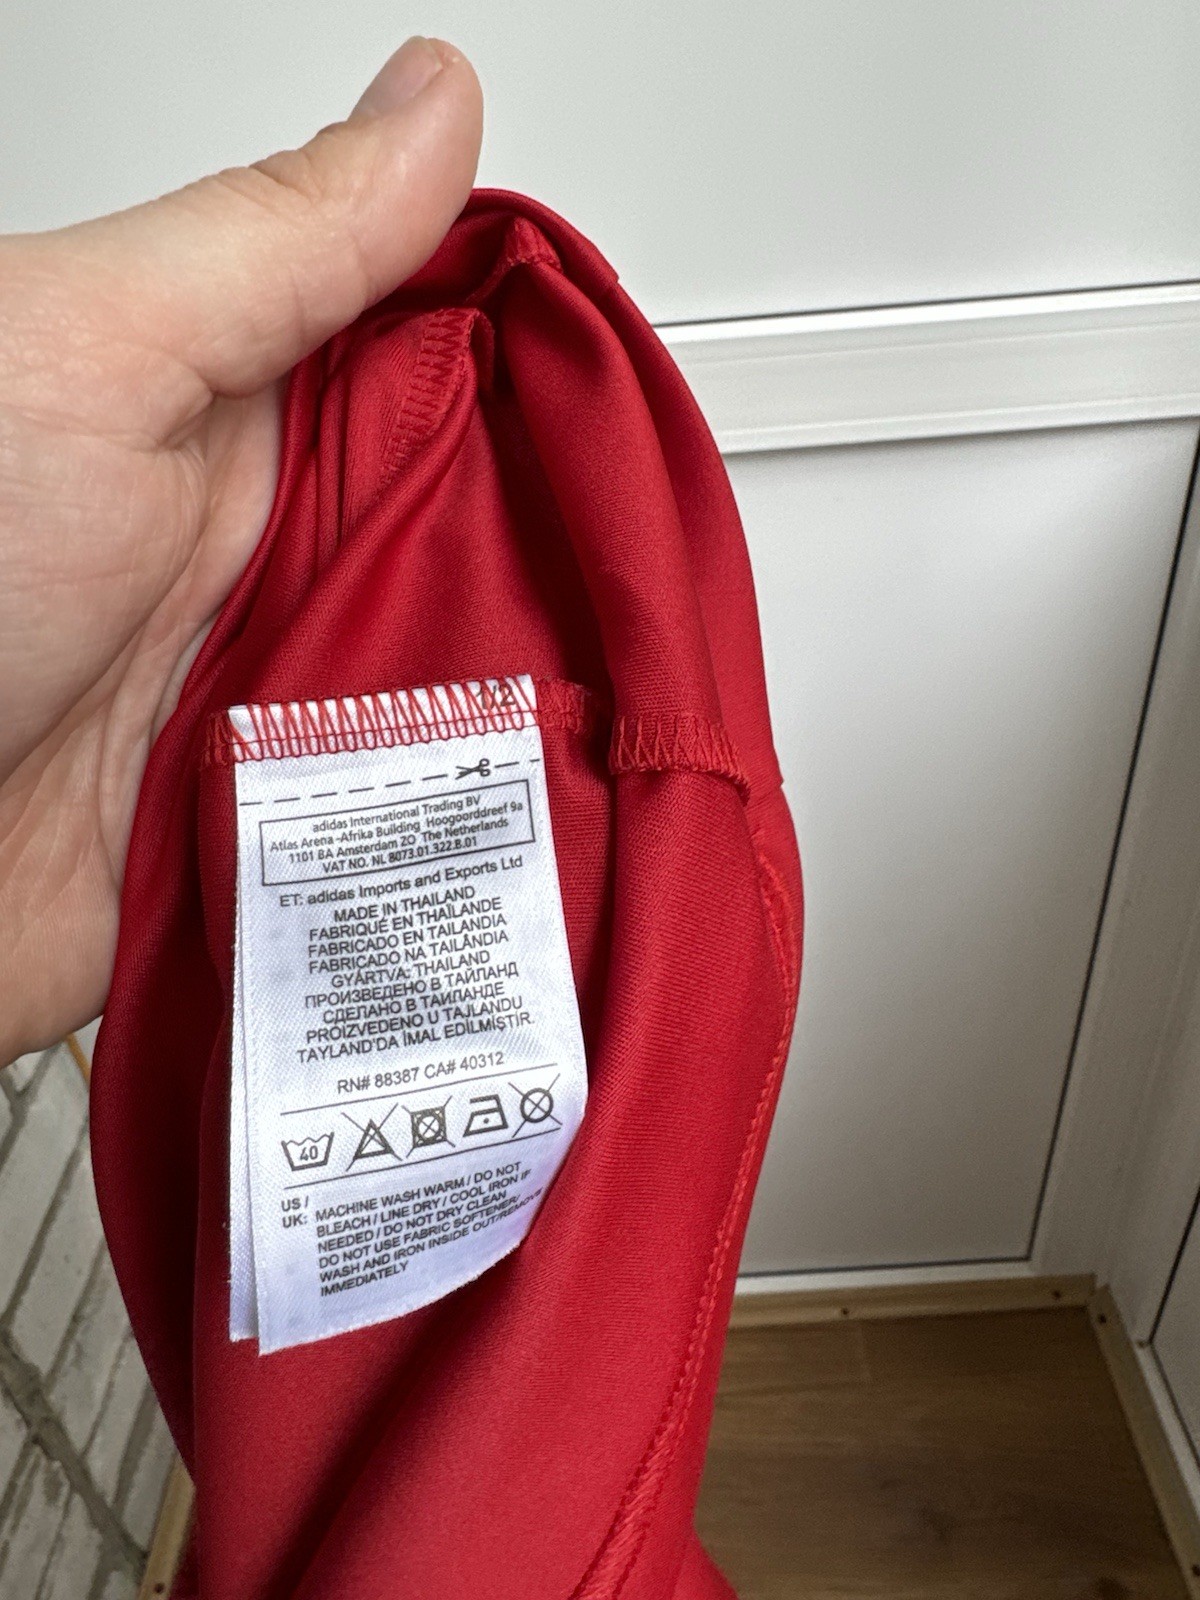 1/2
adidas International Trading BV
Atlas Arena -Afrika Building Hoogoorddreef 9a
1101 BA Amsterdam ZO The Netherlands
VAT NO. NL 8073.01.322.B.01
ET: adidas Imports and Exports Ltd
MADE IN THAILAND
FABRIQUÉ EN THAÏLANDE
FABRICADO EN TAILANDIA
FABRICADO NA TAILÂNDIA
GYÁRTVA: THAILAND
ПРОИЗВЕДЕНО В ТАЙЛАНД
СДЕЛАНО В ТАИЛАНДЕ
PROIZVEDENO U TAJLANDU
TAYLAND'DA İMAL EDİLMİŞTİR.
RN# 88387 CA# 40312
40
US /
UK: MACHINE WASH WARM / DO NOT
BLEACH / LINE DRY / COOL IRON IF
NEEDED / DO NOT DRY CLEAN
DO NOT USE FABRIC SOFTENER/
WASH AND IRON INSIDE OUT/REMOVE
IMMEDIATELY